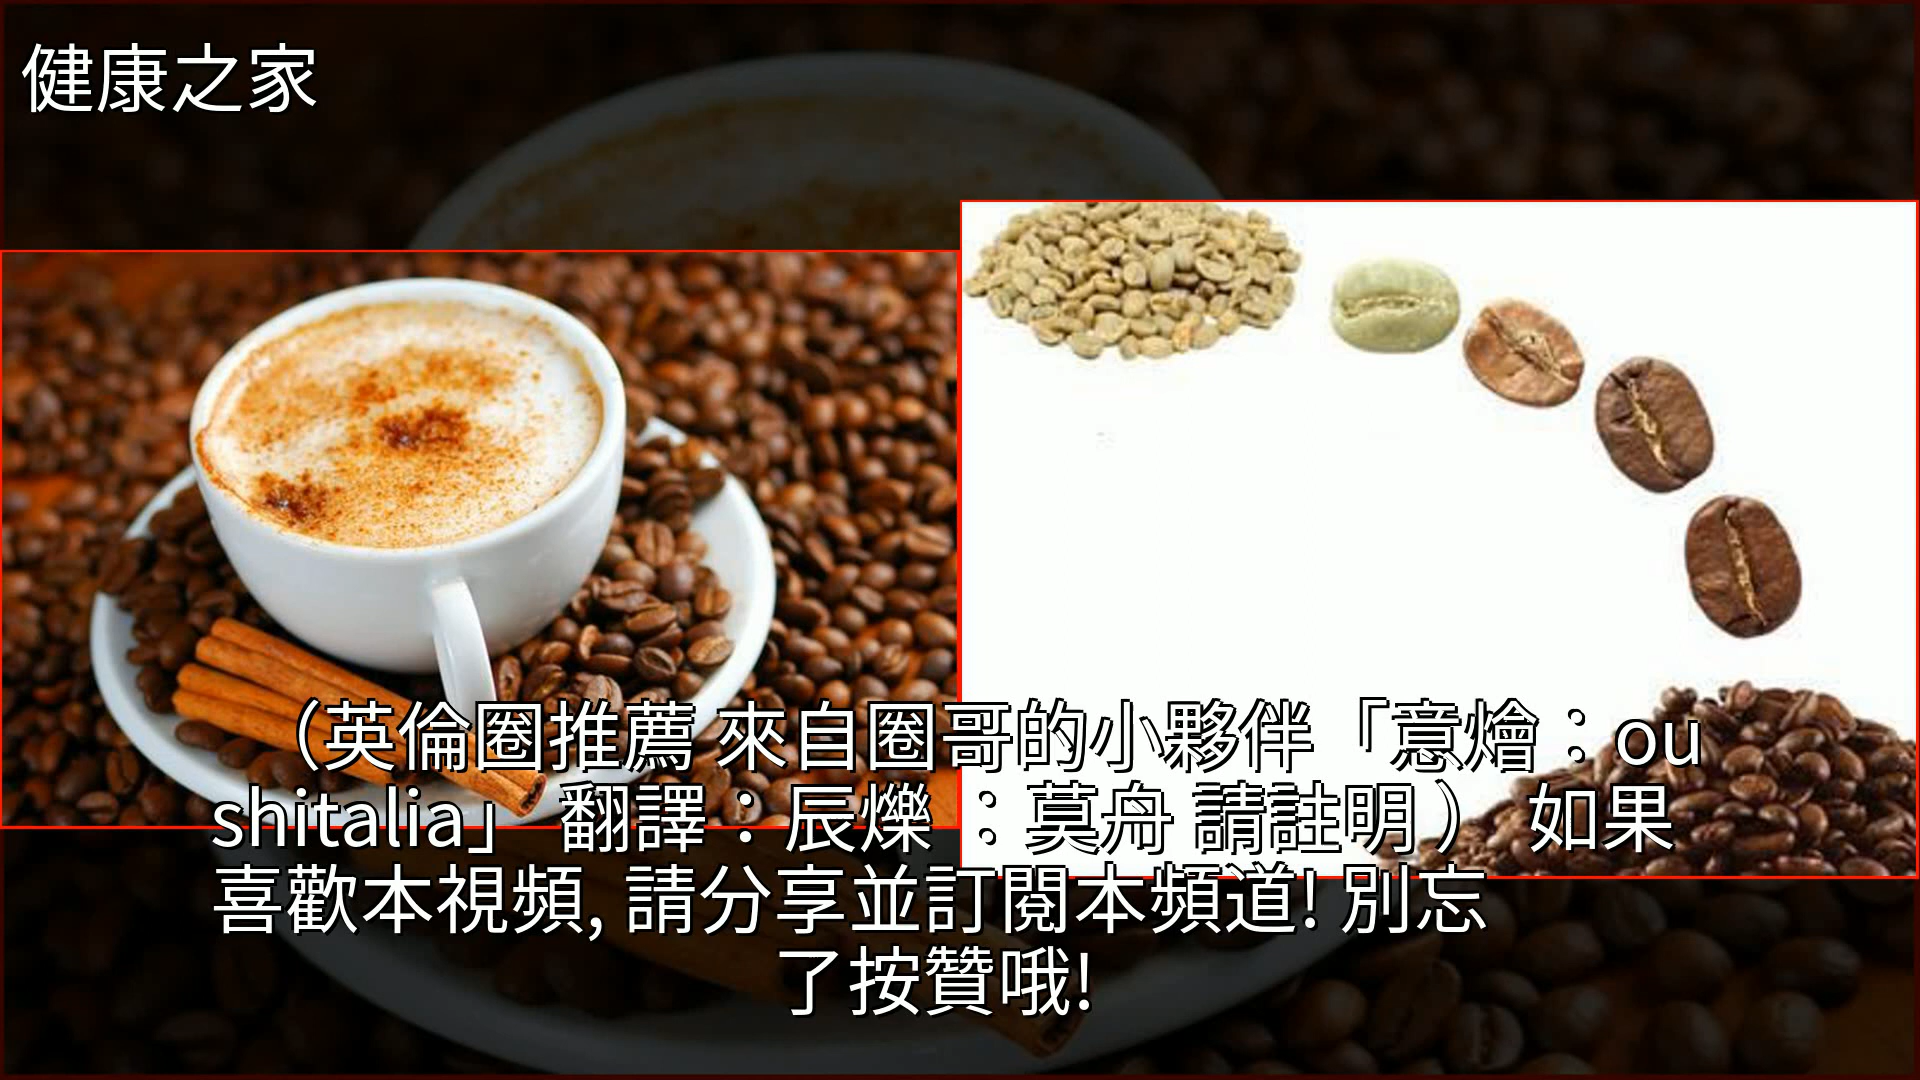 健康之家
（英倫圈推薦 來自圈哥的小夥伴「意燴：ou
shitalia」 翻譯：辰爍 ：莫舟 請註明 ） 如果
喜歡本視頻, 請分享並訂閱本頻道! 別忘
了按贊哦!